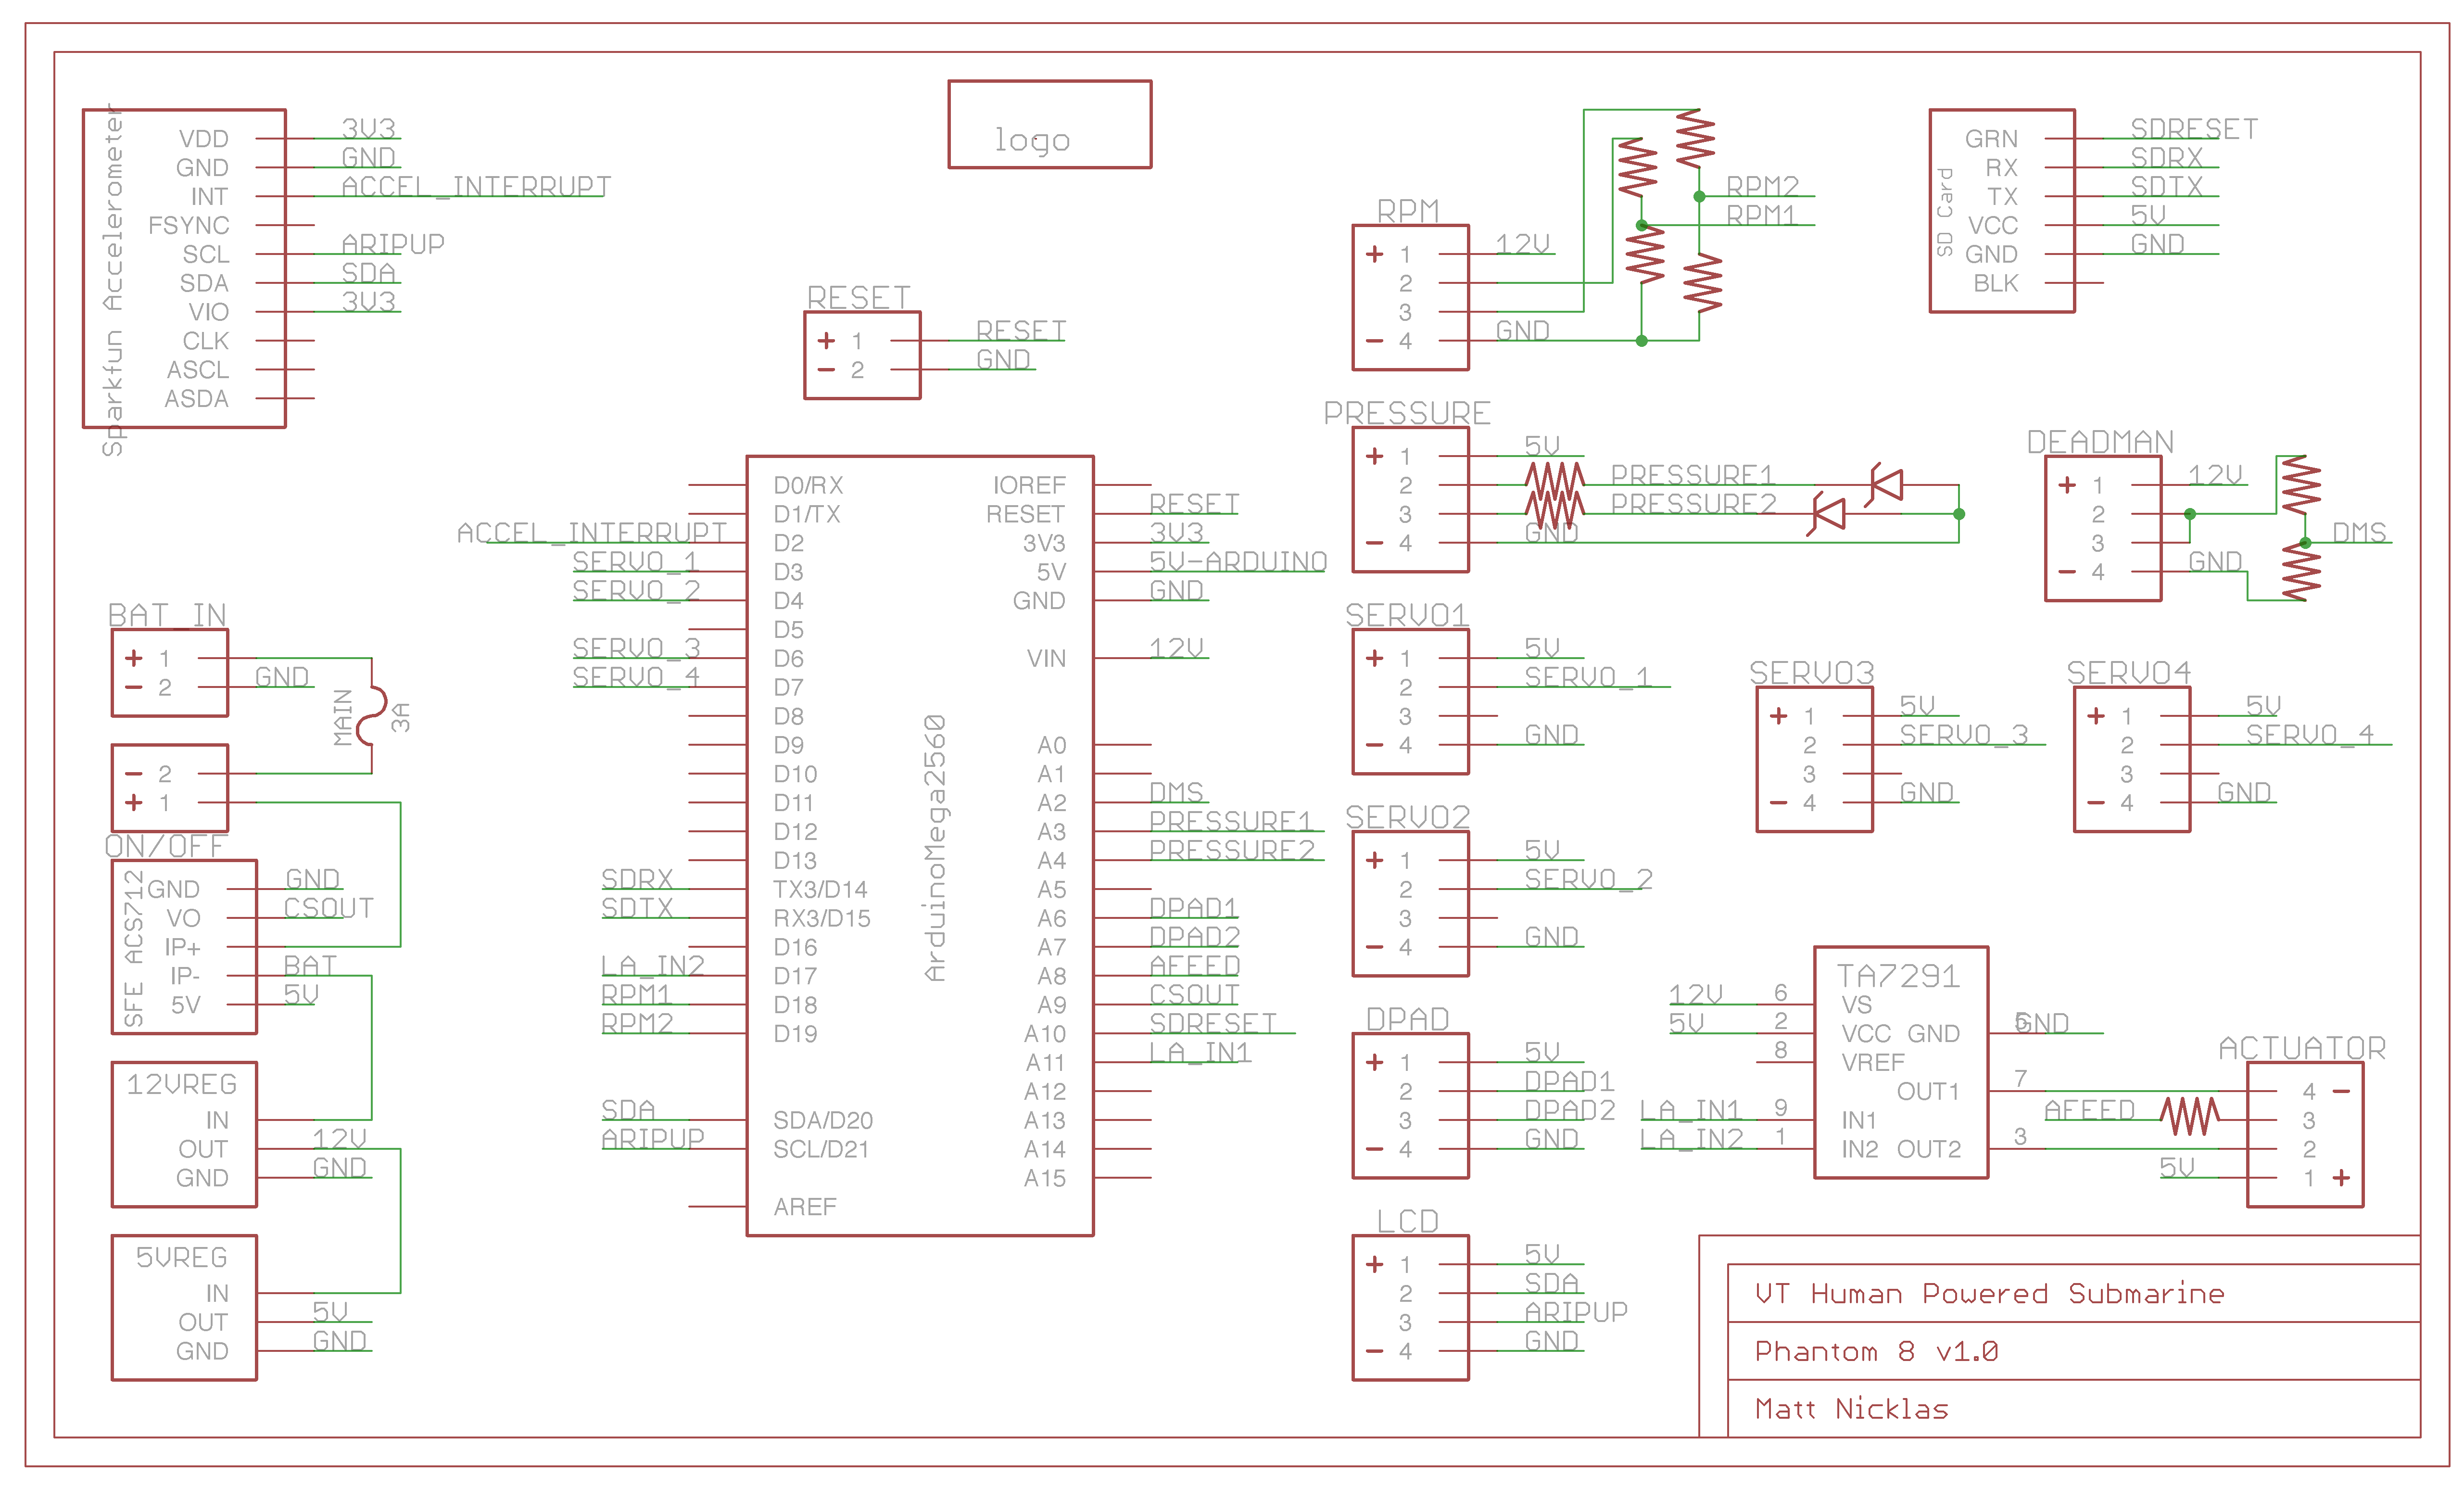 Sparkfun Accelerometer
VDD 3V3
GND GND
INT ACCEL_INTERRUPT
FSYNC
SCL ARIPUP
SDA SDA
VIO 3V3
CLK
ASCL
ASDA
logo
RESET
+ 1 RESET
- 2 GND
RPM
+ 1 12V
2
3
- 4 GND
RPM2
RPM1
SD Card
GRN SDRESET
RX SDRX
TX SDTX
VCC 5V
GND GND
BLK
PRESSURE
+ 1 5V
2 PRESSURE1
3 PRESSURE2
- 4 GND
DEADMAN
+ 1 12V
2
3
- 4 GND
DMS
BAT_IN
+ 1
- 2 GND
MAIN
3A
- 2
+ 1
ON/OFF
SFE ACS712
GND GND
VO CSOUT
IP+
IP- BAT
5V 5V
12VREG
IN
OUT 12V
GND GND
5VREG
IN
OUT 5V
GND GND
ArduinoMega2560
D0/RX
D1/TX
ACCEL_INTERRUPT D2
SERVO_1 D3
SERVO_2 D4
D5
SERVO_3 D6
SERVO_4 D7
D8
D9
D10
D11
D12
D13
SDRX TX3/D14
SDTX RX3/D15
D16
LA_IN2 D17
RPM1 D18
RPM2 D19
SDA SDA/D20
ARIPUP SCL/D21
AREF
IOREF
RESET RESET
3V3 3V3
5V 5V-ARDUINO
GND GND
VIN 12V
A0
A1
A2 DMS
A3 PRESSURE1
A4 PRESSURE2
A5
A6 DPAD1
A7 DPAD2
A8 AFEED
A9 CSOUT
A10 SDRESET
A11 LA_IN1
A12
A13
A14
A15
SERVO1
+ 1 5V
2 SERVO_1
3
- 4 GND
SERVO2
+ 1 5V
2 SERVO_2
3
- 4 GND
SERVO3
+ 1 5V
2 SERVO_3
3
- 4 GND
SERVO4
+ 1 5V
2 SERVO_4
3
- 4 GND
DPAD
+ 1 5V
2 DPAD1
3 DPAD2
- 4 GND
LCD
+ 1 5V
2 SDA
3 ARIPUP
- 4 GND
TA7291
12V 6 VS
5V 2 VCC GND 5 GND
8 VREF
OUT1 7
LA_IN1 9 IN1
LA_IN2 1 IN2 OUT2 3
ACTUATOR
4 -
AFEED 3
2
5V 1 +
VT Human Powered Submarine
Phantom 8 v1.0
Matt Nicklas